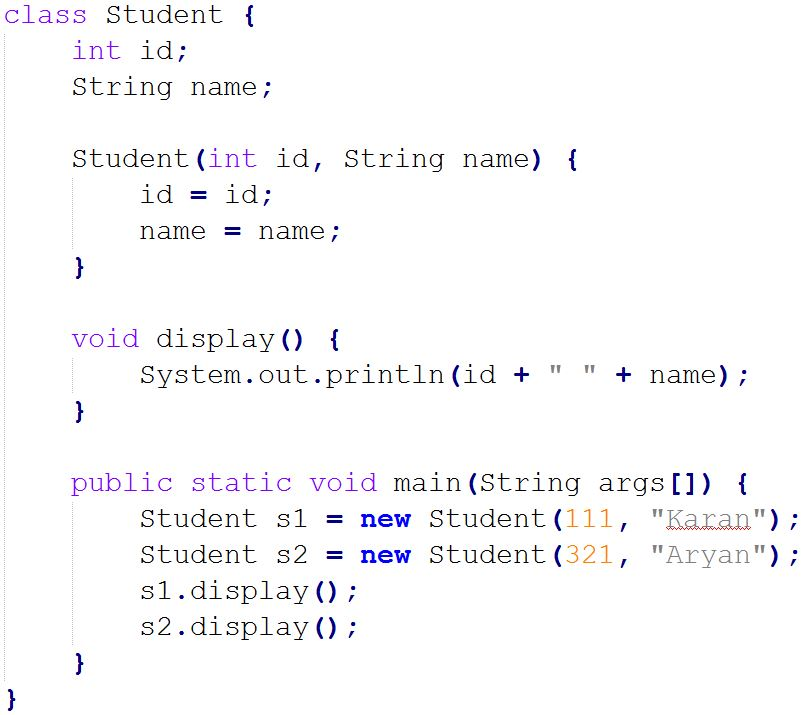 class Student {
    int id;
    String name;

    Student(int id, String name) {
        id = id;
        name = name;
    }

    void display() {
        System.out.println(id + " " + name);
    }

    public static void main(String args[]) {
        Student s1 = new Student(111, "Karan");
        Student s2 = new Student(321, "Aryan");
        s1.display();
        s2.display();
    }
}